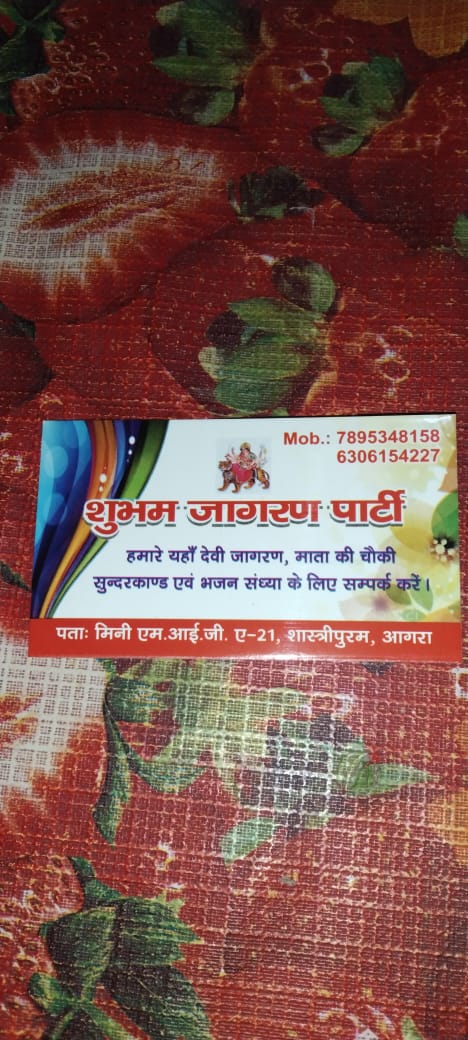 Mob.: 7895348158
6306154227
शुभम जागरण पार्टी
हमारे यहाँ देवी जागरण, माता की चौकी
सुन्दरकाण्ड एवं भजन संध्या के लिए सम्पर्क करें।
पताः मिनी एम.आई.जी. ए-21, शास्त्रीपुरम, आगरा